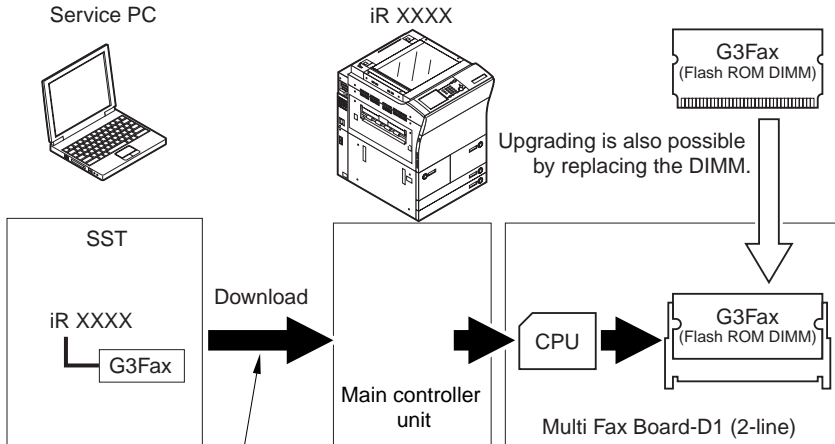 Service PC
iR XXXX
G3Fax
(Flash ROM DIMM)
Upgrading is also possible
by replacing the DIMM.
SST
Download
iR XXXX
G3Fax
CPU
G3Fax
(Flash ROM DIMM)
Main controller
unit
Multi Fax Board-D1 (2-line)